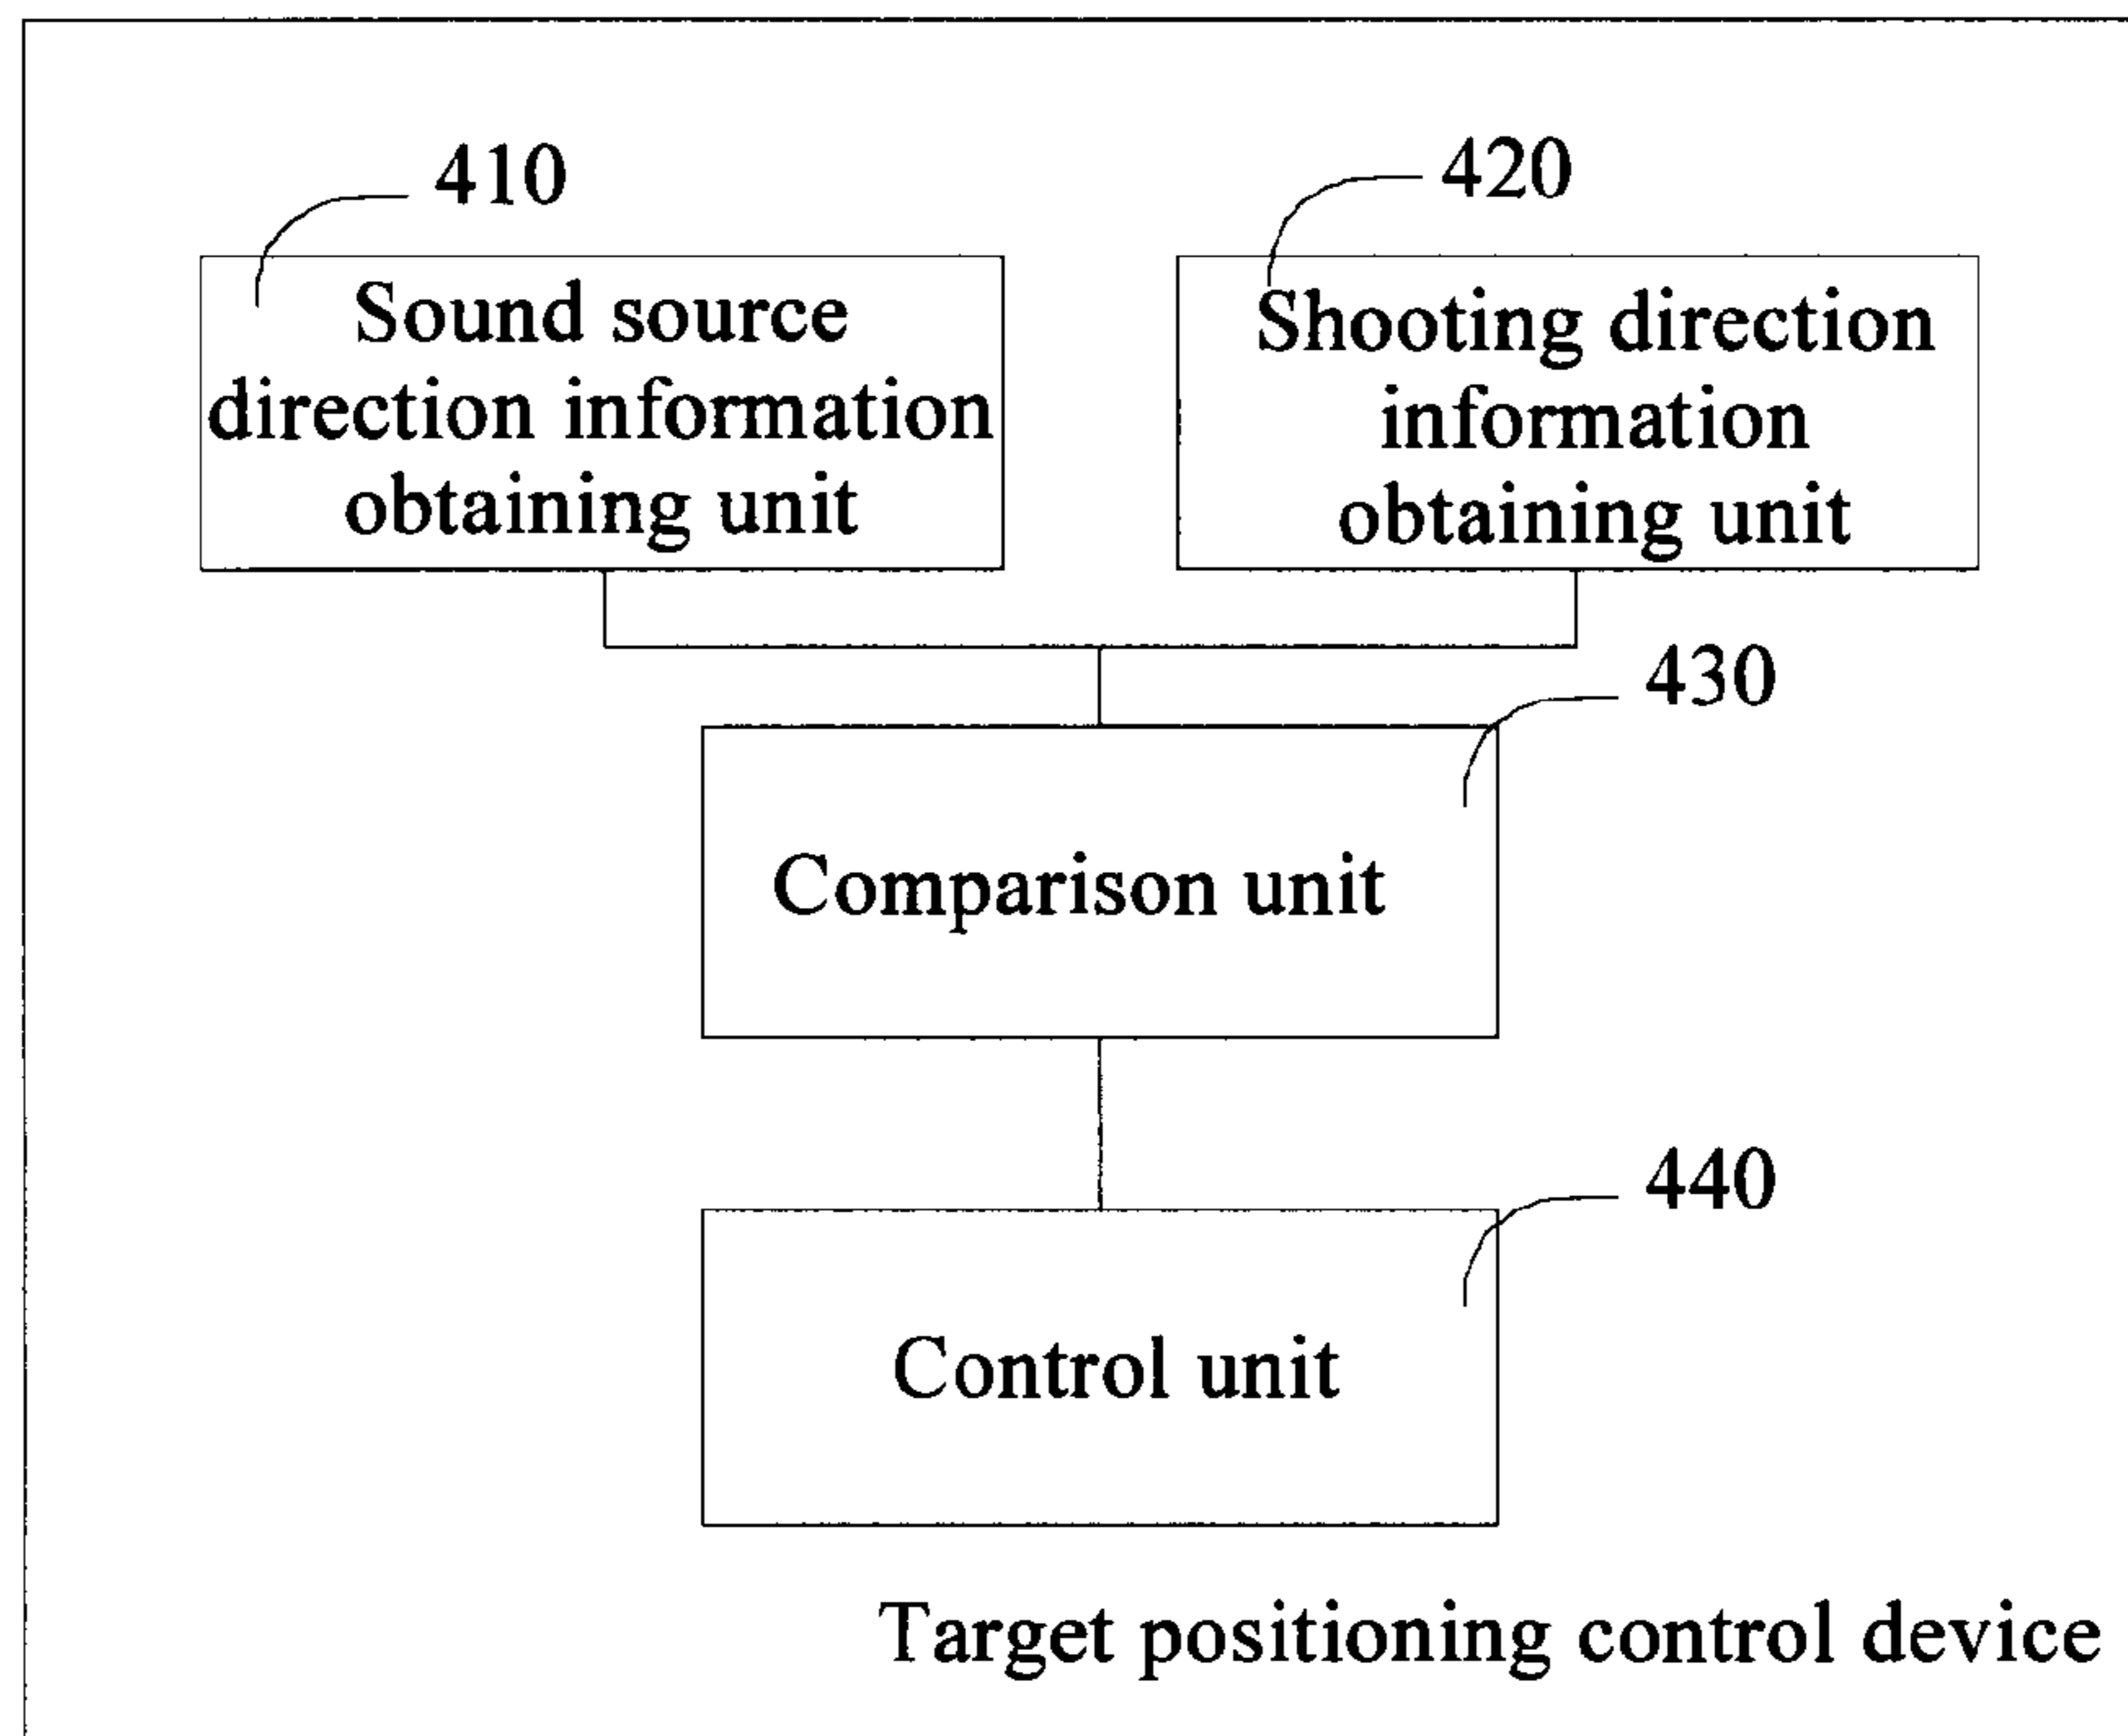 410
420
Sound source
direction information
obtaining unit
Shooting direction
information
obtaining unit
430
Comparison unit
440
Control unit
Target positioning control device